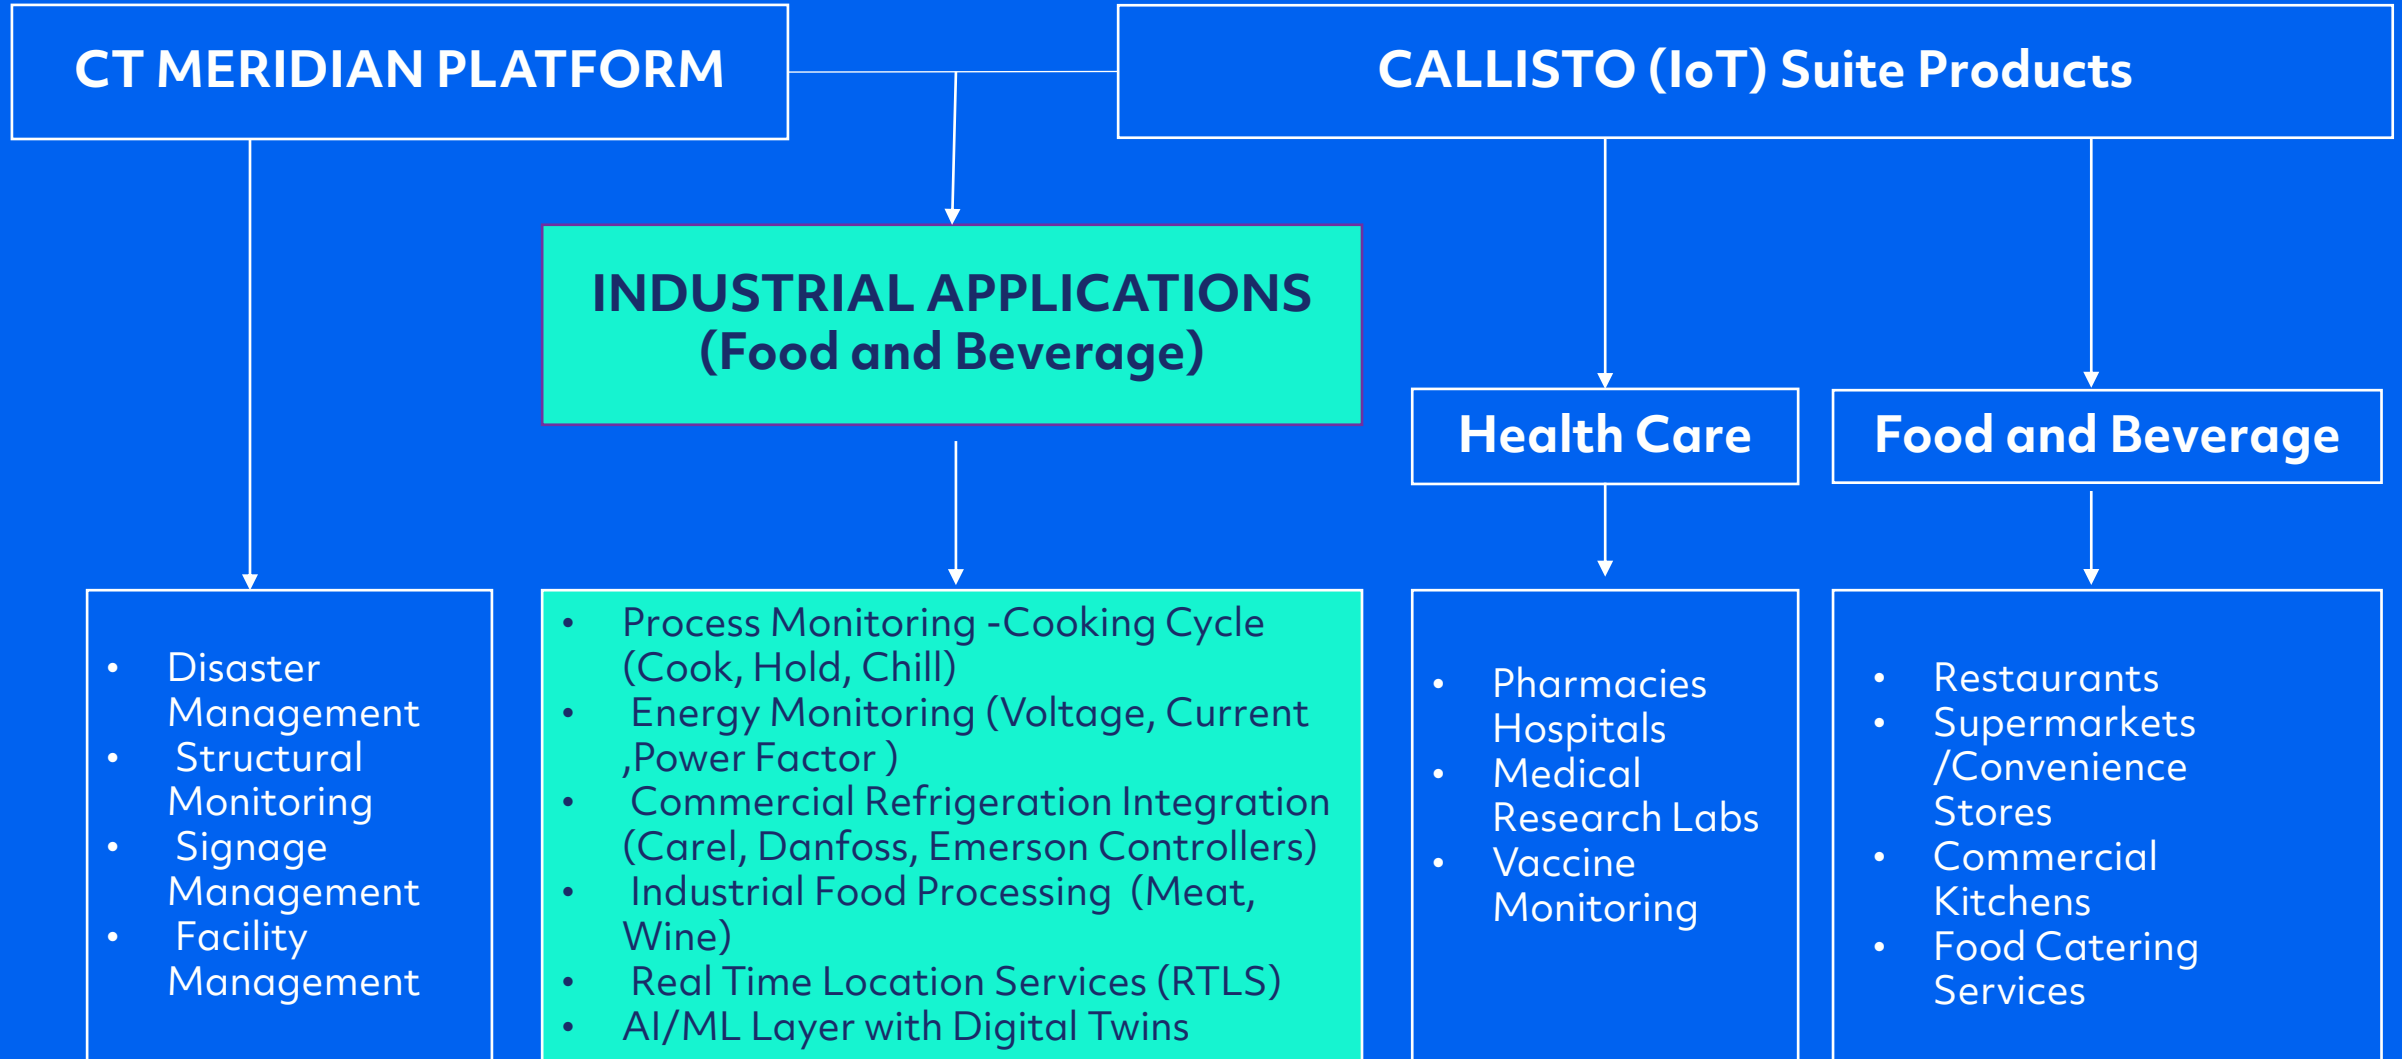 CT MERIDIAN PLATFORM
CALLISTO (IoT) Suite Products
INDUSTRIAL APPLICATIONS
(Food and Beverage)
Health Care
Food and Beverage
• Disaster
Management
• Structural
Monitoring
• Signage
Management
• Facility
Management
• Process Monitoring -Cooking Cycle
(Cook, Hold, Chill)
• Energy Monitoring (Voltage, Current
,Power Factor )
• Commercial Refrigeration Integration
(Carel, Danfoss, Emerson Controllers)
• Industrial Food Processing (Meat,
Wine)
• Real Time Location Services (RTLS)
• AI/ML Layer with Digital Twins
• Pharmacies
Hospitals
• Medical
Research Labs
• Vaccine
Monitoring
• Restaurants
• Supermarkets
/Convenience
Stores
• Commercial
Kitchens
• Food Catering
Services